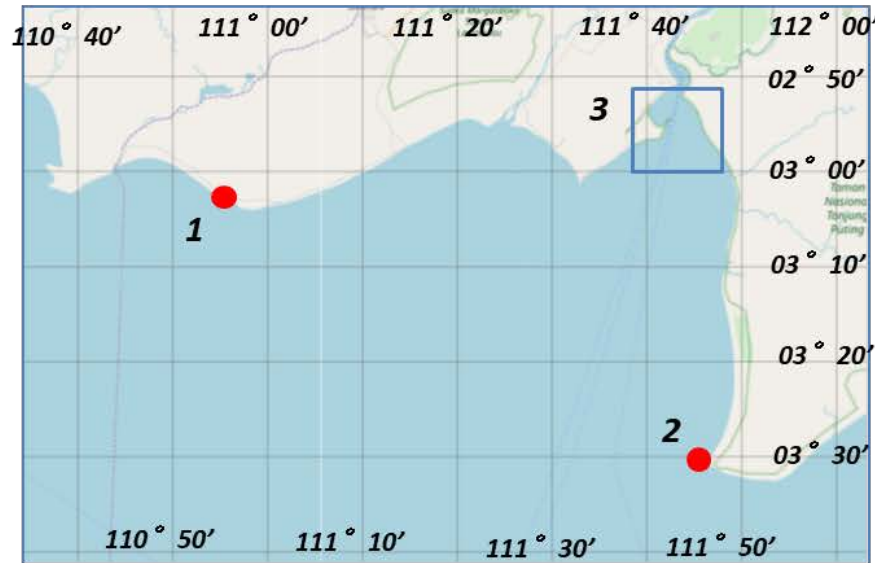 110° 40' 111° 00' 111° 20' 111° 40' 112° 00'
02° 50'
3
03° 00'
Taman
Nasional
Tanjung
Puting
1
03° 10'
03° 20'
2
03° 30'
110° 50' 111° 10' 111° 30' 111° 50'